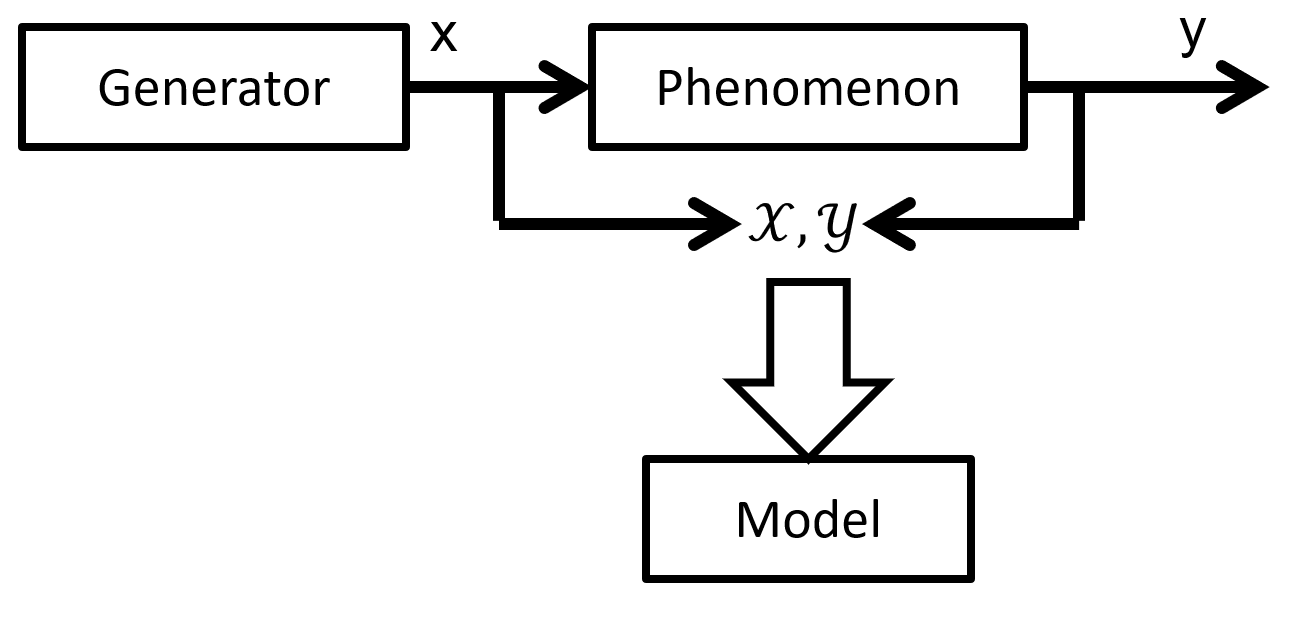 x
y
Generator
Phenomenon
𝒳, 𝒴
Model